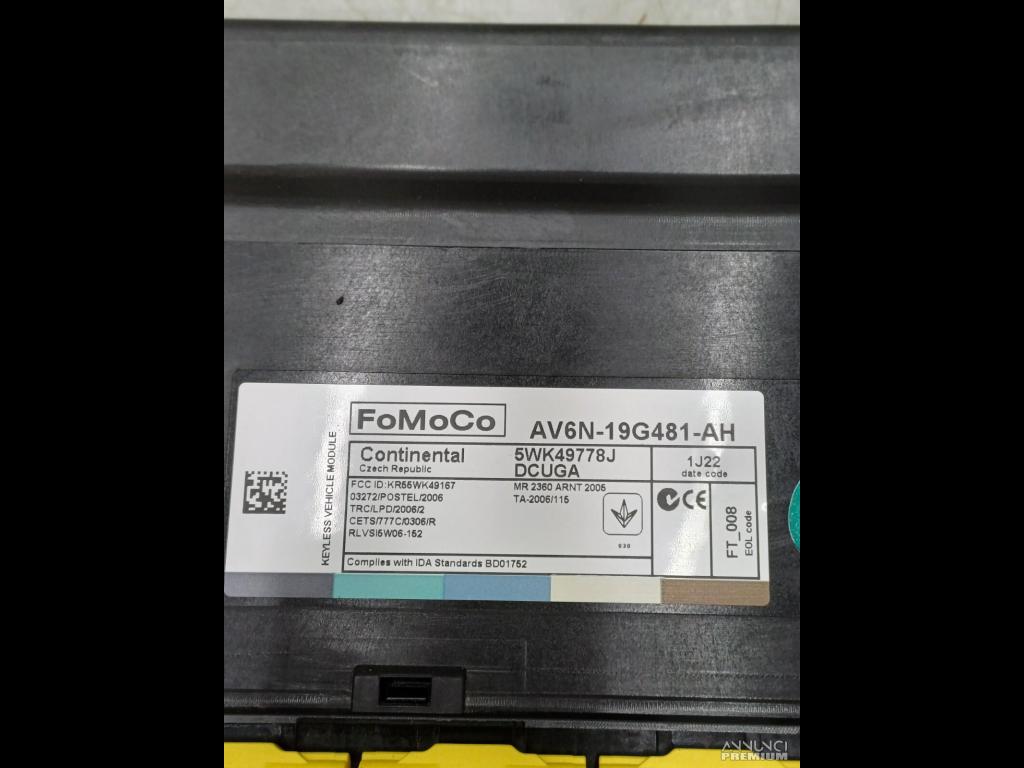 FoMoCo
AV6N-19G481-AH
Continental
Czech Republic
5WK49778J
DCUGA
1J22
date code
FCC ID:KR55WK49167
03272/POSTEL/2006
TRC/LPD/2006/2
CETS/777C/0306/R
RLVSI5W06-152
MR 2360 ARNT 2005
TA-2006/115
030
Complies with IDA Standards BD01752
KEYLESS VEHICLE MODULE
FT_008
EOL code
ANNUNCI
PREMIUM